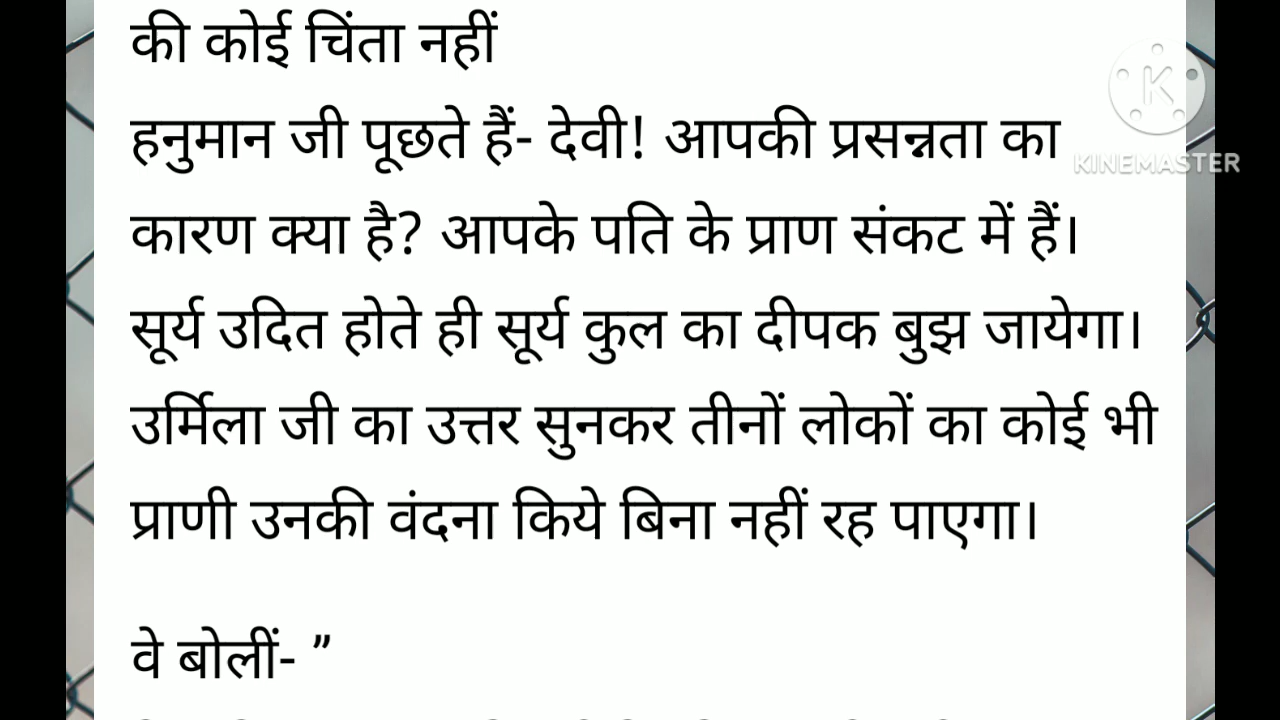 की कोई चिंता नहीं
हनुमान जी पूछते हैं- देवी! आपकी प्रसन्नता का
कारण क्या है? आपके पति के प्राण संकट में हैं।
सूर्य उदित होते ही सूर्य कुल का दीपक बुझ जायेगा।
उर्मिला जी का उत्तर सुनकर तीनों लोकों का कोई भी
प्राणी उनकी वंदना किये बिना नहीं रह पाएगा।
वे बोलीं- ”
K
KINEMASTER